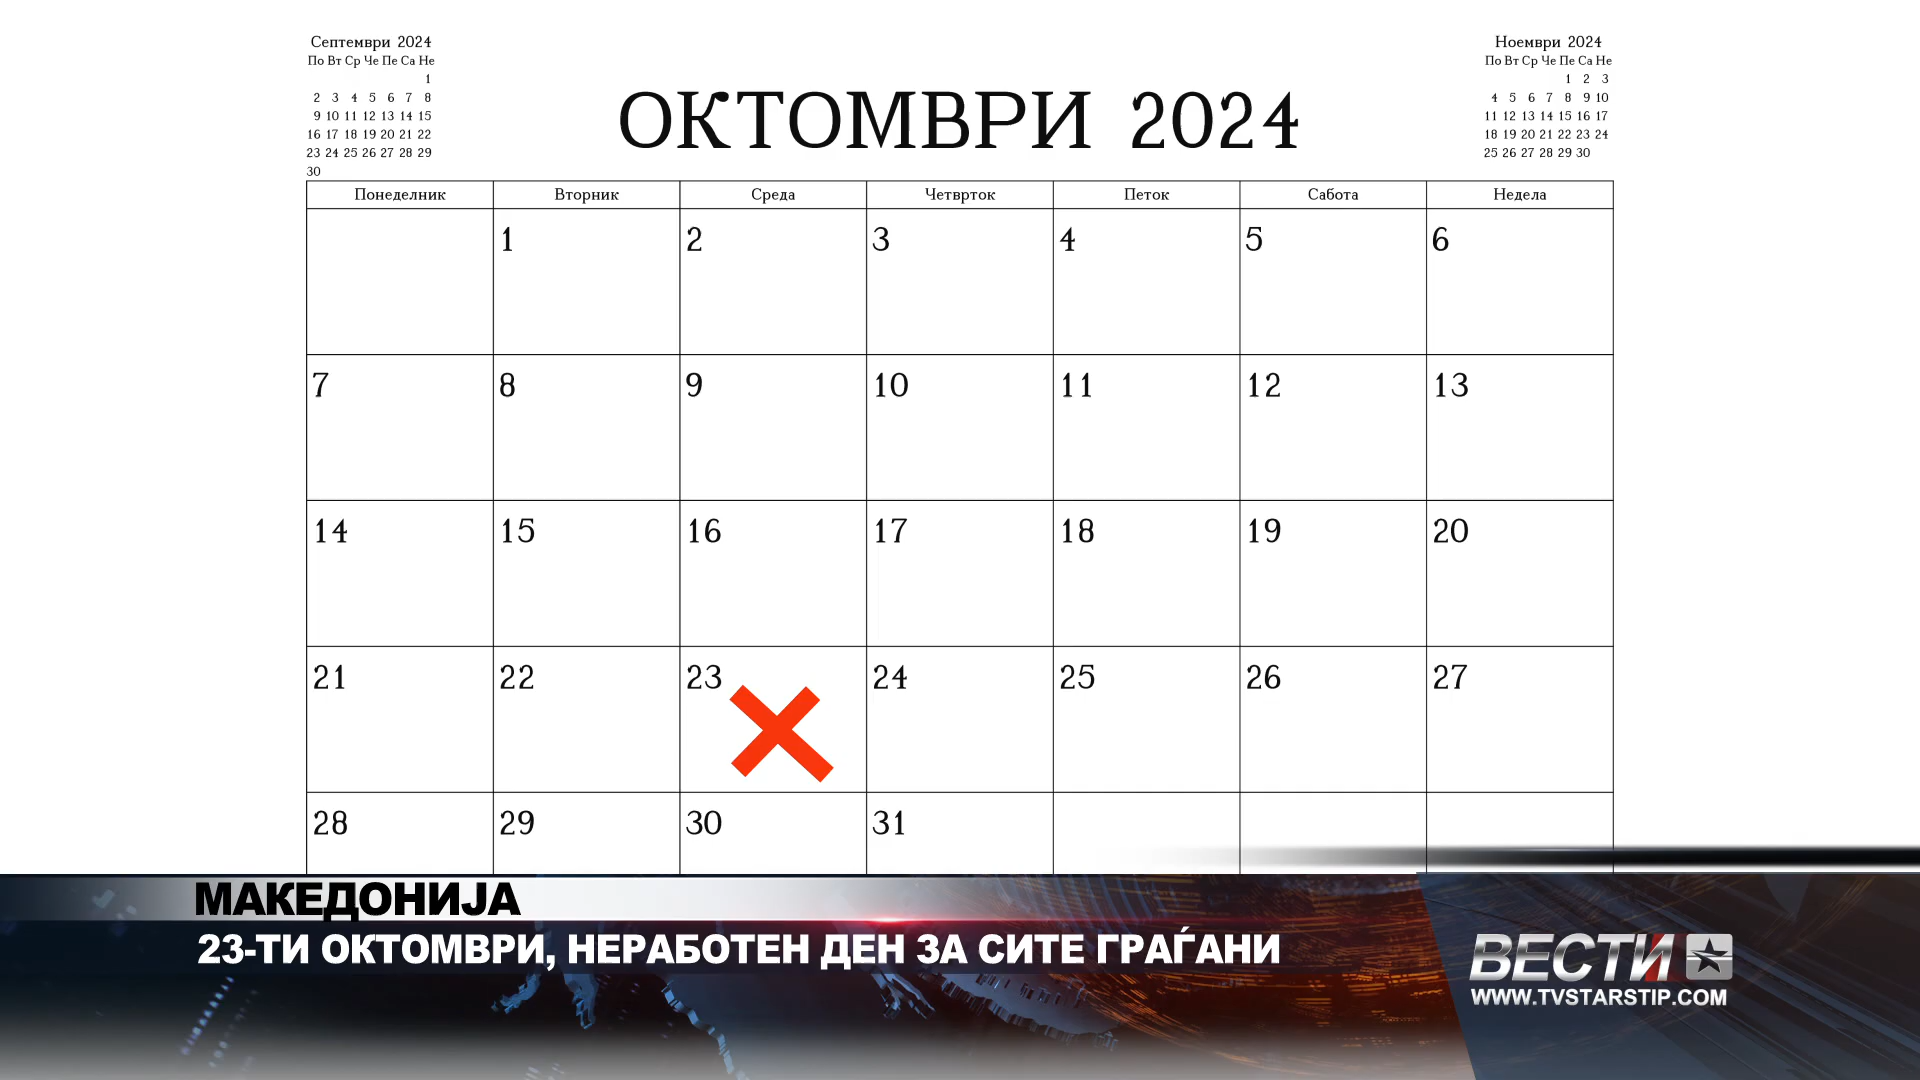 Септември 2024
По Вт Ср Че Пе Са Не
1
2 3 4 5 6 7 8
9 10 11 12 13 14 15
16 17 18 19 20 21 22
23 24 25 26 27 28 29
30
ОКТОМВРИ 2024
Ноември 2024
По Вт Ср Че Пе Са Не
1 2 3
4 5 6 7 8 9 10
11 12 13 14 15 16 17
18 19 20 21 22 23 24
25 26 27 28 29 30
Понеделник Вторник Среда Четврток Петок Сабота Недела
1 2 3 4 5 6
7 8 9 10 11 12 13
14 15 16 17 18 19 20
21 22 23 24 25 26 27
28 29 30 31
МАКЕДОНИЈА
23-ТИ ОКТОМВРИ, НЕРАБОТЕН ДЕН ЗА СИТЕ ГРАЃАНИ
ВЕСТИ
WWW.TVSTARSTIP.COM